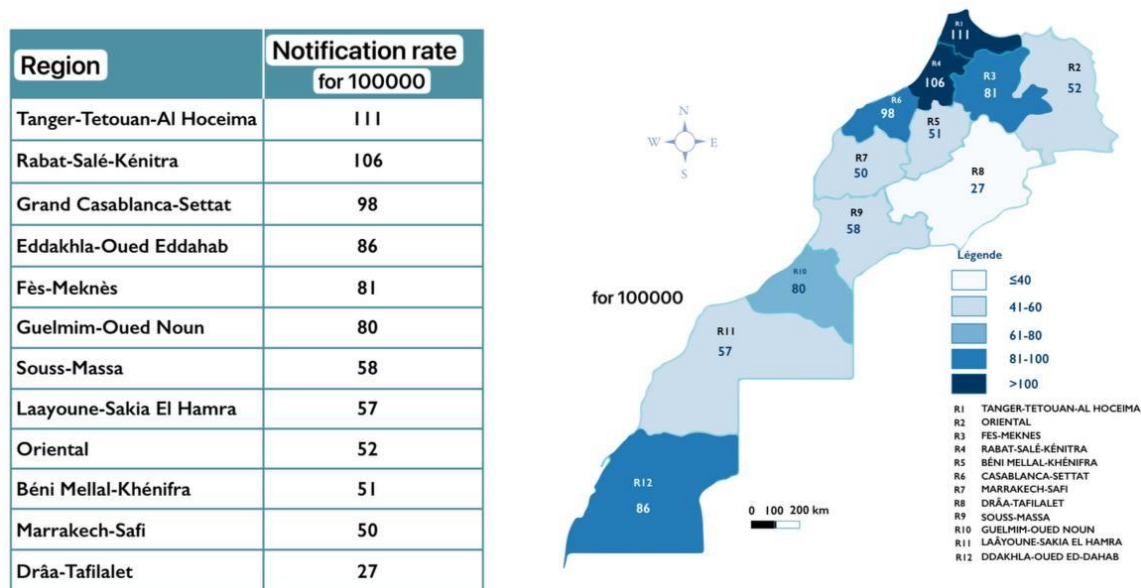 Region Notification rate
for 100000
Tanger-Tetouan-Al Hoceima 111
Rabat-Salé-Kénitra 106
Grand Casablanca-Settat 98
Eddakhla-Oued Eddahab 86
Fès-Meknès 81
Guelmim-Oued Noun 80
Souss-Massa 58
Laayoune-Sakia El Hamra 57
Oriental 52
Béni Mellal-Khénifra 51
Marrakech-Safi 50
Drâa-Tafilalet 27
R1
111
R4
106
R3
81
R2
52
R6
98
R5
51
R7
50
R8
27
R9
58
R10
80
R11
57
R12
86
N
W E
S
for 100000
Légende
≤40
41-60
61-80
81-100
>100
R1 TANGER-TETOUAN-AL HOCEIMA
R2 ORIENTAL
R3 FES-MEKNES
R4 RABAT-SALÉ-KÉNITRA
R5 BÉNI MELLAL-KHÉNIFRA
R6 CASABLANCA-SETTAT
R7 MARRAKECH-SAFI
R8 DRÂA-TAFILALET
R9 SOUSS-MASSA
R10 GUELMIM-OUED NOUN
R11 LAÂYOUNE-SAKIA EL HAMRA
R12 DDAKHLA-OUED ED-DAHAB
0 100 200 km